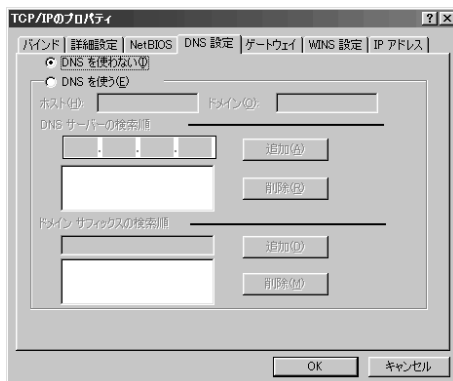 TCP/IPのプロパティ
? ×
バインド 詳細設定 NetBIOS DNS 設定 ゲートウェイ WINS 設定 IP アドレス
DNS を使わない(I)
DNS を使う(E)
ホスト(H): ドメイン(O):
DNS サーバーの検索順
. . .
追加(A)
削除(R)
ドメイン サフィックスの検索順
追加(D)
削除(M)
OK キャンセル